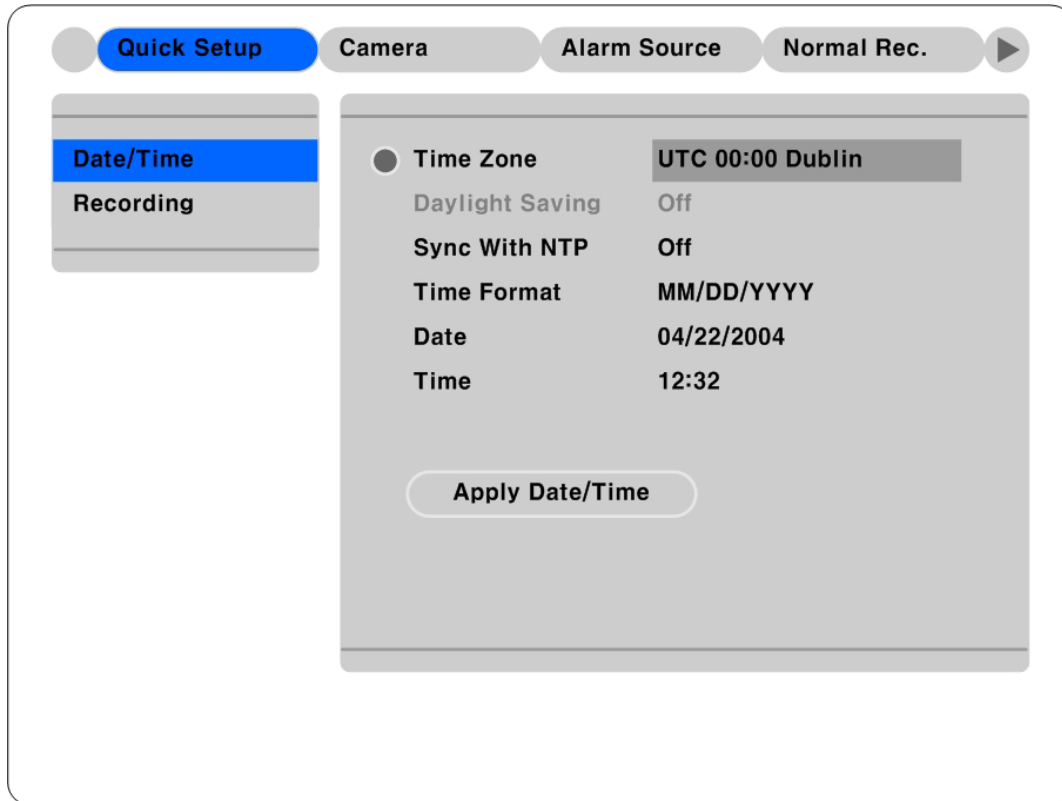 Quick Setup Camera Alarm Source Normal Rec.
Date/Time
Recording
Time Zone UTC 00:00 Dublin
Daylight Saving Off
Sync With NTP Off
Time Format MM/DD/YYYY
Date 04/22/2004
Time 12:32
Apply Date/Time